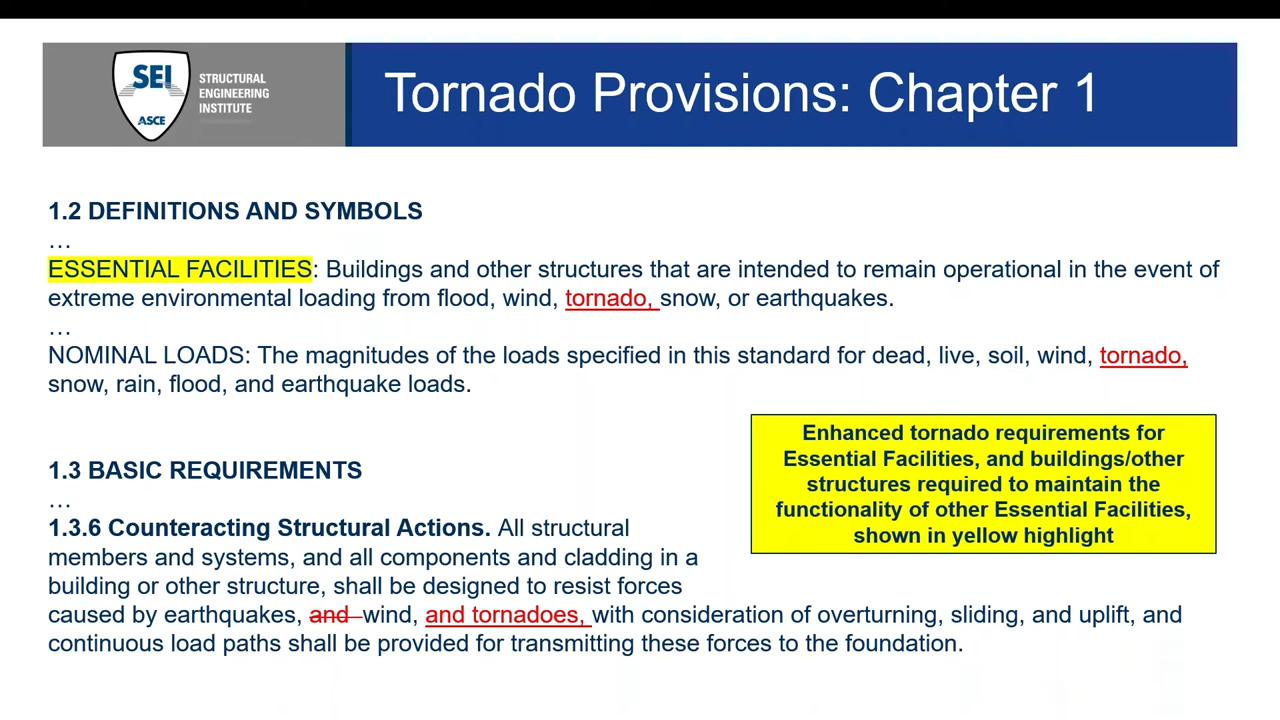 SEI
ASCE
STRUCTURAL
ENGINEERING
INSTITUTE
Tornado Provisions: Chapter 1
1.2 DEFINITIONS AND SYMBOLS
…
ESSENTIAL FACILITIES: Buildings and other structures that are intended to remain operational in the event of
extreme environmental loading from flood, wind, tornado, snow, or earthquakes.
…
NOMINAL LOADS: The magnitudes of the loads specified in this standard for dead, live, soil, wind, tornado,
snow, rain, flood, and earthquake loads.
Enhanced tornado requirements for
Essential Facilities, and buildings/other
structures required to maintain the
functionality of other Essential Facilities,
shown in yellow highlight
1.3 BASIC REQUIREMENTS
…
1.3.6 Counteracting Structural Actions. All structural
members and systems, and all components and cladding in a
building or other structure, shall be designed to resist forces
caused by earthquakes, and wind, and tornadoes, with consideration of overturning, sliding, and uplift, and
continuous load paths shall be provided for transmitting these forces to the foundation.